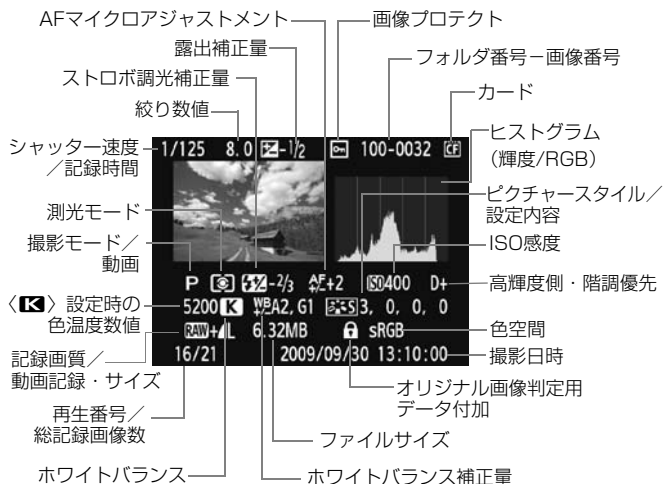 AFマイクロアジャストメント
画像プロテクト
露出補正量
フォルダ番号－画像番号
ストロボ調光補正量
カード
絞り数値
シャッター速度
／記録時間
1/125 8.0 -1/2 100-0032 CF
ヒストグラム
（輝度/RGB）
測光モード
ピクチャースタイル／
設定内容
撮影モード／
動画
ISO感度
P -2/3 AF+2 ISO400 D+
高輝度側・階調優先
〈K〉設定時の
色温度数値
5200 K WB A2, G1 S 3, 0, 0, 0
RAW+L 6.32MB sRGB
色空間
記録画質／
動画記録・サイズ
16/21 2009/09/30 13:10:00
撮影日時
再生番号／
総記録画像数
オリジナル画像判定用
データ付加
ファイルサイズ
ホワイトバランス
ホワイトバランス補正量